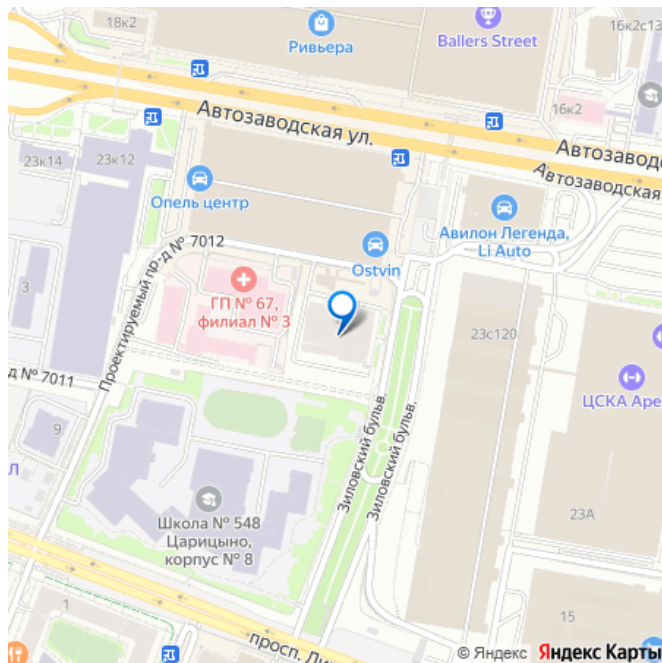 18к2
Ривьера
Ballers Street
16к2с13
16к2
Автозаводская ул.
Автозаводс
Автозаводская
23к14
23к12
Опель центр
Авилон Легенда,
Li Auto
Ostvin
Проектируемый пр-д № 7012
3
ГП № 67,
филиал № 3
23с120
ЦСКА Аре
д № 7011
9
Л
Зиловский бульв.
Зиловский бульв.
Школа № 548
Царицыно,
корпус № 8
23А
1
15
просп. Ли
© Яндекс Яндекс Карты